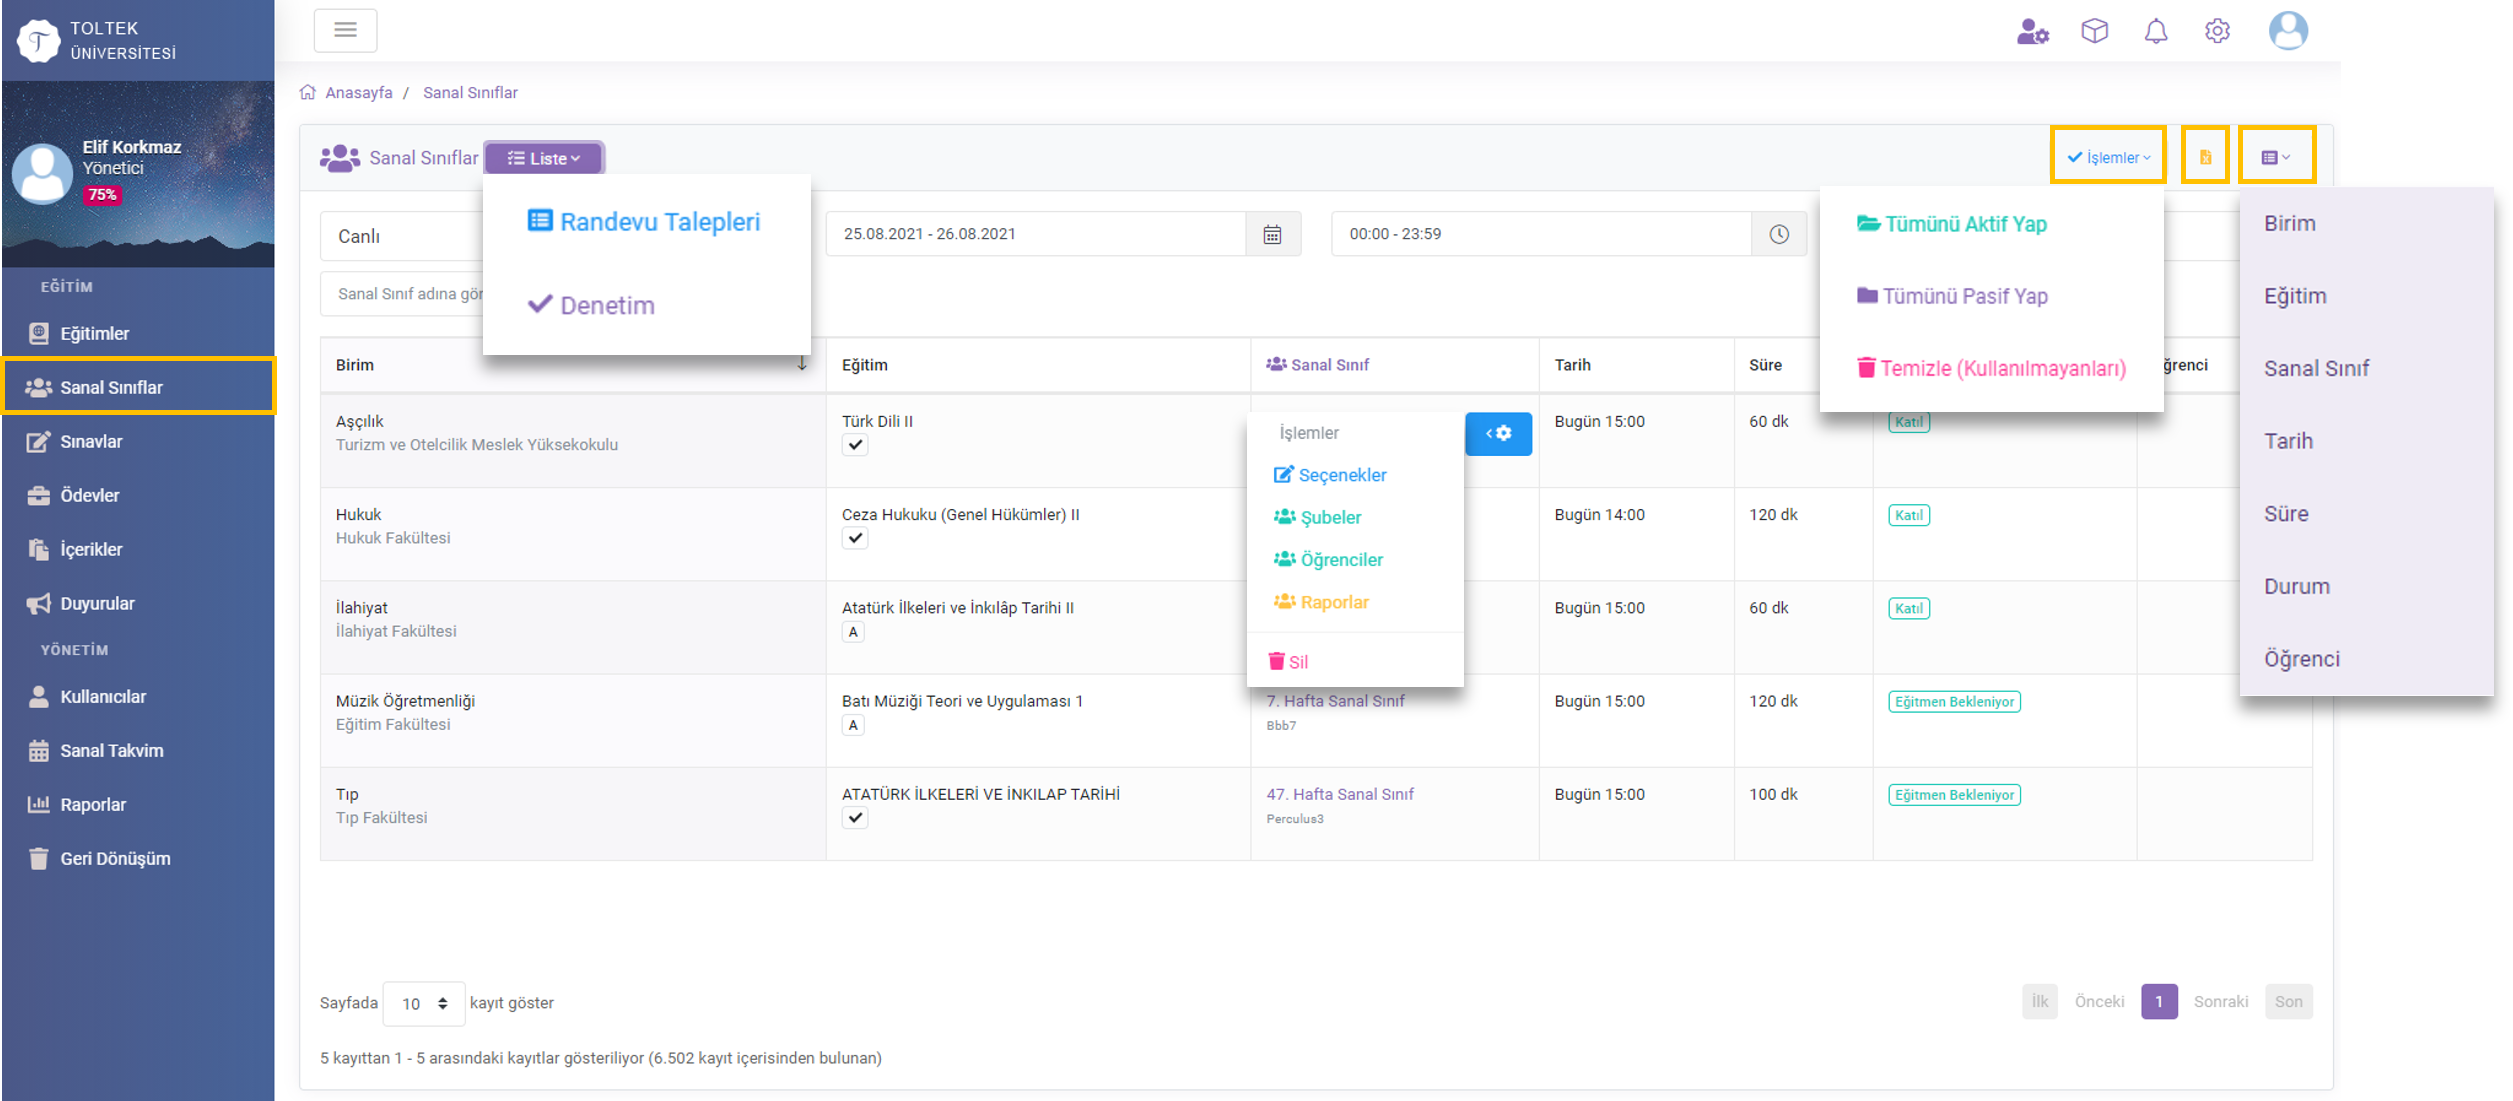 TOLTEK
ÜNİVERSİTESİ
Elif Korkmaz
Yönetici
75%
EĞİTİM
Eğitimler
Sanal Sınıflar
Sınavlar
Ödevler
İçerikler
Duyurular
YÖNETİM
Kullanıcılar
Sanal Takvim
Raporlar
Geri Dönüşüm
Anasayfa / Sanal Sınıflar
Sanal Sınıflar
Liste
Randevu Talepleri
Denetim
İşlemler
Tümünü Aktif Yap
Tümünü Pasif Yap
Temizle (Kullanılmayanları)
Birim
Eğitim
Sanal Sınıf
Tarih
Süre
Durum
Öğrenci
Canlı
25.08.2021 - 26.08.2021
00:00 - 23:59
Sanal Sınıf adına gör
Birim
Eğitim
Sanal Sınıf
Tarih
Süre
ğrenci
Aşçılık
Turizm ve Otelcilik Meslek Yüksekokulu
Türk Dili II
Bugün 15:00
60 dk
Katıl
İşlemler
Seçenekler
Şubeler
Öğrenciler
Raporlar
Sil
Hukuk
Hukuk Fakültesi
Ceza Hukuku (Genel Hükümler) II
Bugün 14:00
120 dk
Katıl
İlahiyat
İlahiyat Fakültesi
Atatürk İlkeleri ve İnkılâp Tarihi II
A
Bugün 15:00
60 dk
Katıl
Müzik Öğretmenliği
Eğitim Fakültesi
Batı Müziği Teori ve Uygulaması 1
A
7. Hafta Sanal Sınıf
Bbb7
Bugün 15:00
120 dk
Eğitmen Bekleniyor
Tıp
Tıp Fakültesi
ATATÜRK İLKELERİ VE İNKILAP TARİHİ
47. Hafta Sanal Sınıf
Perculus3
Bugün 15:00
100 dk
Eğitmen Bekleniyor
Sayfada 10 kayıt göster
İlk Önceki 1 Sonraki Son
5 kayıttan 1 - 5 arasındaki kayıtlar gösteriliyor (6.502 kayıt içerisinden bulunan)